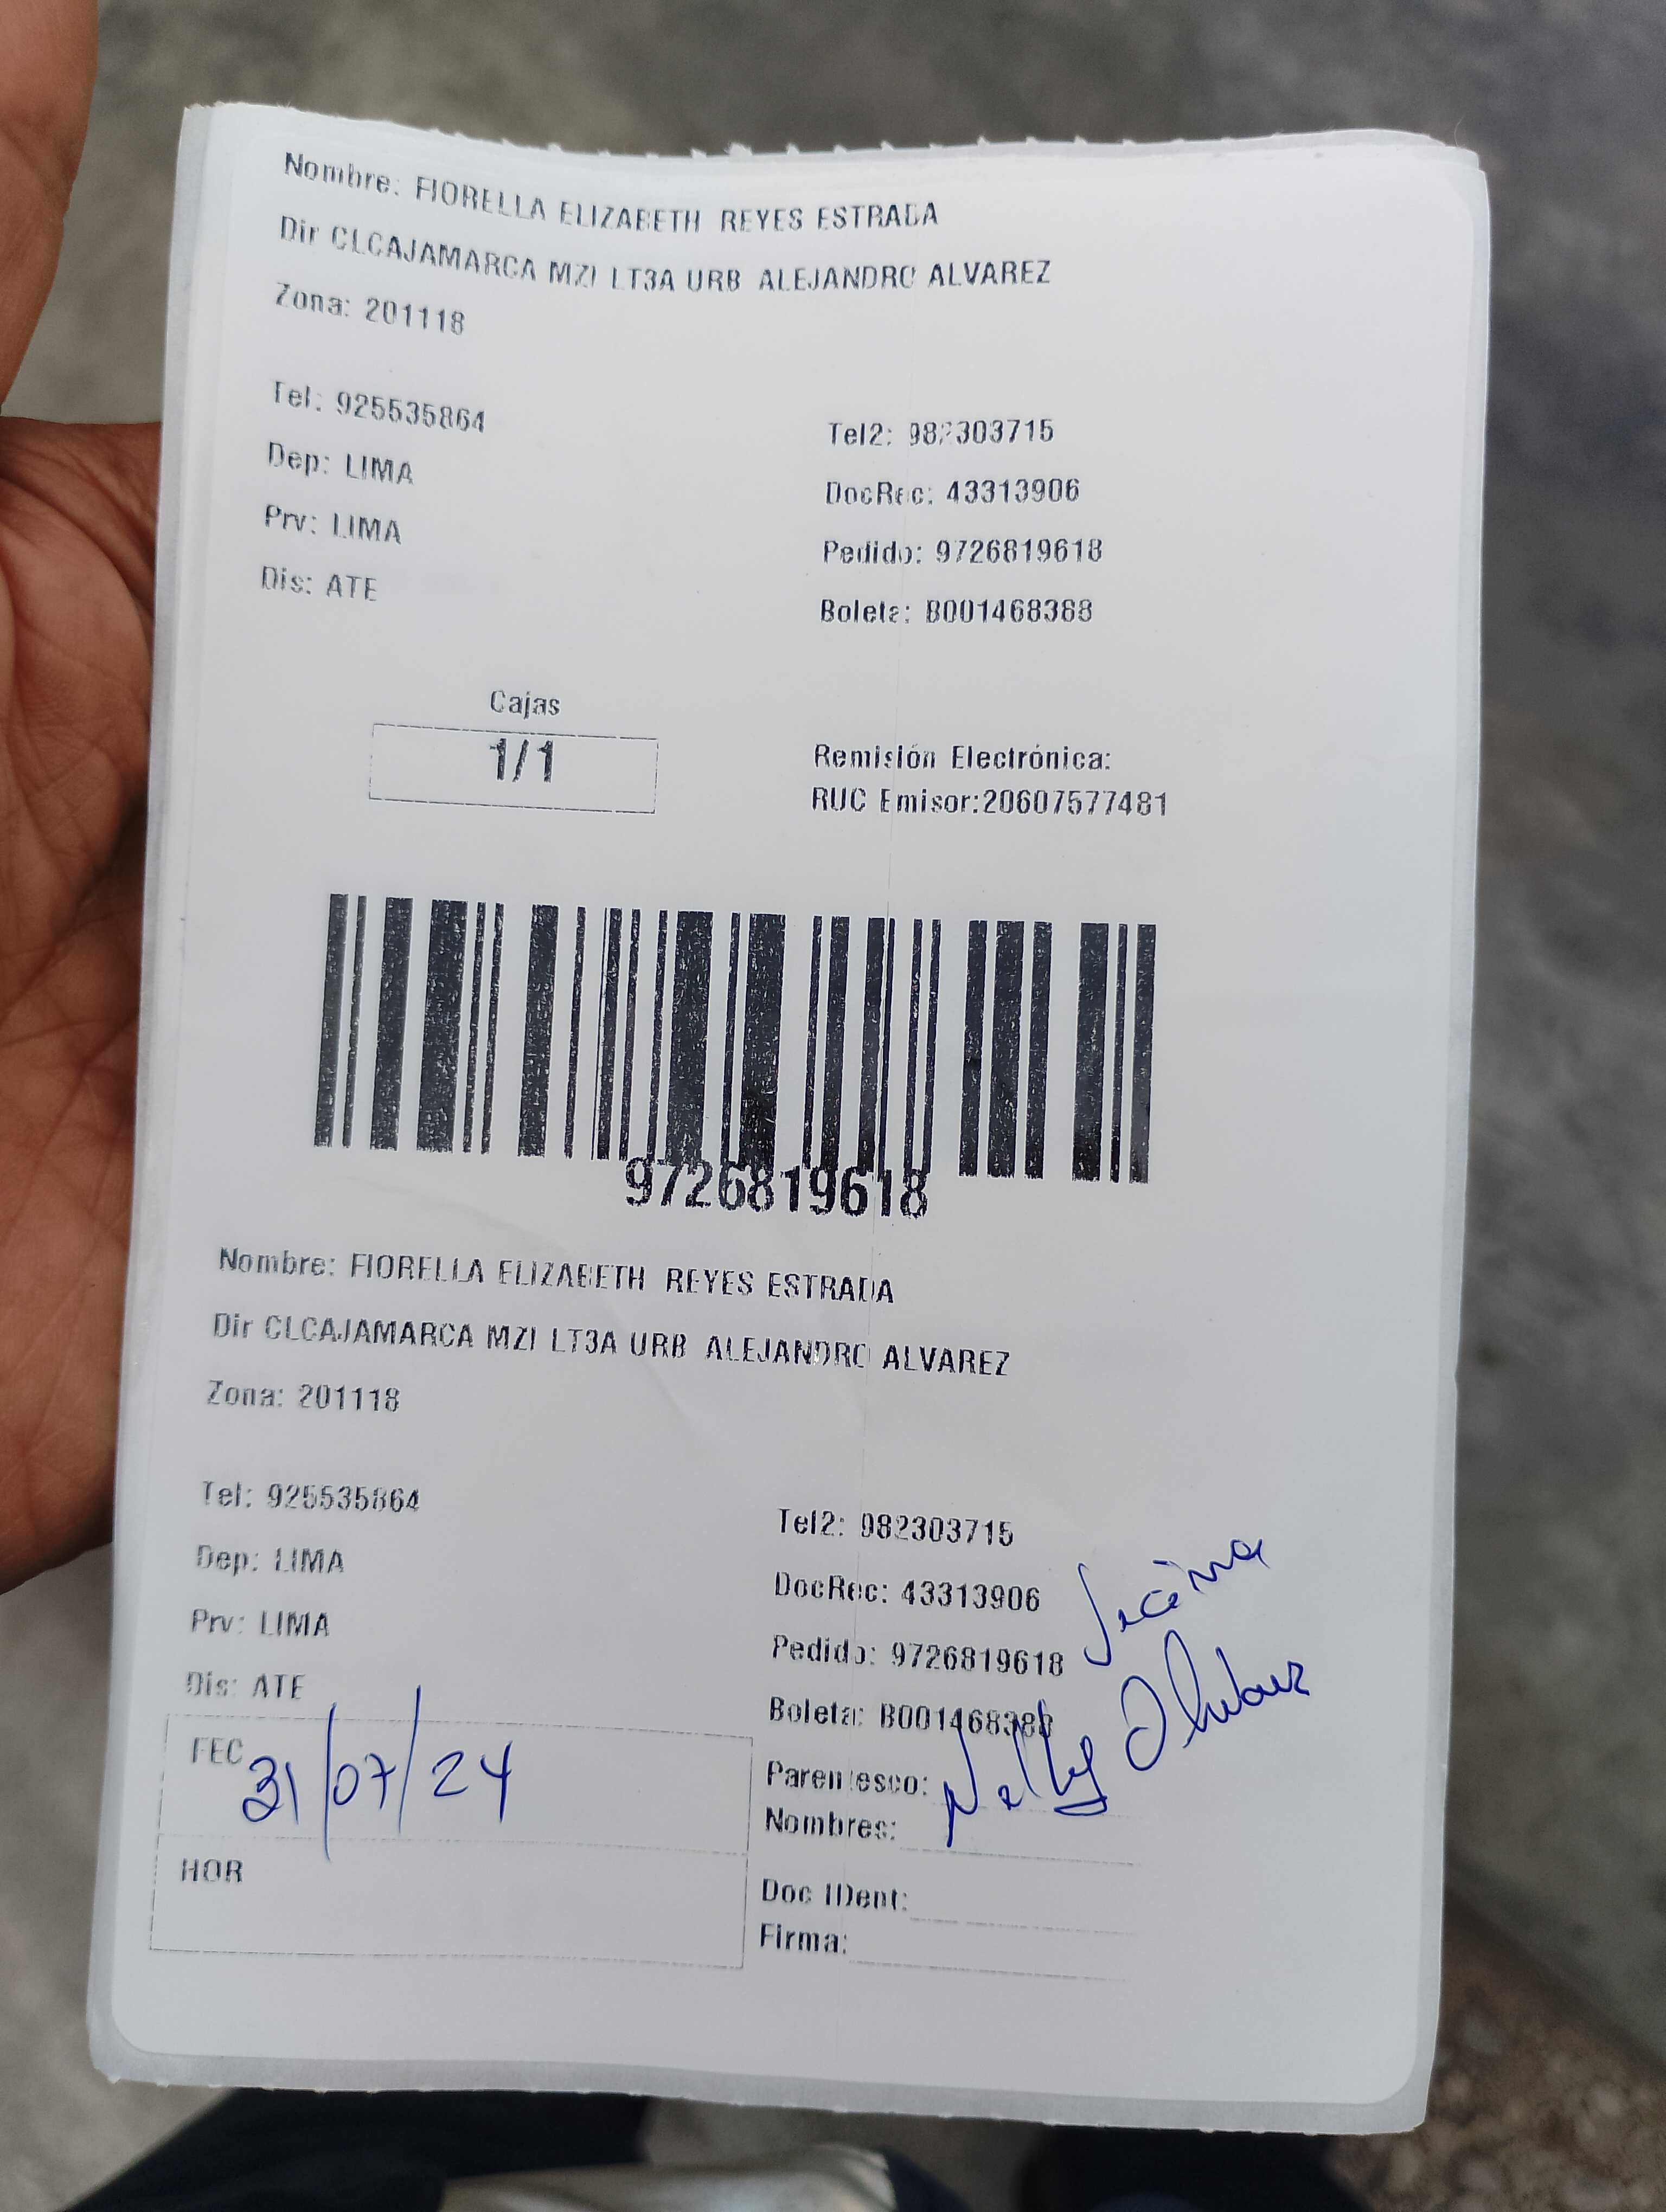 Nombre: FIORELLA ELIZABETH REYES ESTRADA
Dir CLCAJAMARCA MZI LT3A URB ALEJANDRO ALVAREZ
Zona: 201118
Tel: 925535864
Tel2: 982303715
Dep: LIMA
DocRec: 43313906
Prv: LIMA
Pedido: 9726819618
Dis: ATE
Boleta: B001468388
Cajas
1/1
Remisión Electrónica:
RUC Emisor:20607577481
9726819618
Nombre: FIORELLA ELIZABETH REYES ESTRADA
Dir CLCAJAMARCA MZI LT3A URB ALEJANDRO ALVAREZ
Zona: 201118
Tel: 925535864
Tel2: 982303715
Dep: LIMA
DocRec: 43313906
Prv: LIMA
Pedido: 9726819618
Vecina
Dis: ATE
Boleta: B001468388
FEC 31/07/24
Parentesco: Nelly
Nombres:
HOR
Doc IDent:
Firma: